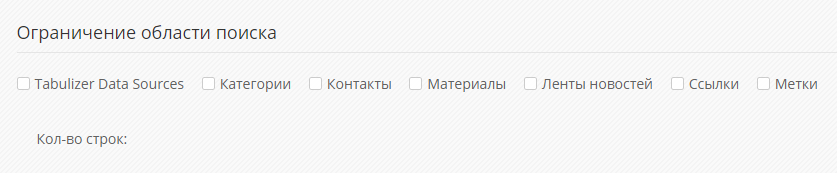 Ограничение области поиска
Tabulizer Data Sources Категории Контакты Материалы Ленты новостей Ссылки Метки
Кол-во строк: